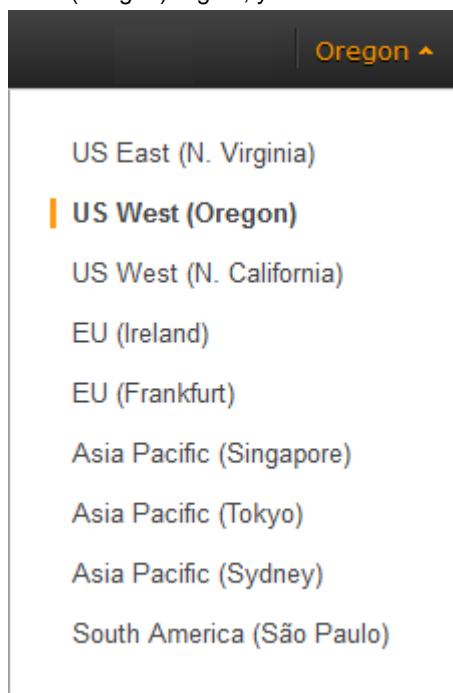 Oregon
US East (N. Virginia)
US West (Oregon)
US West (N. California)
EU (Ireland)
EU (Frankfurt)
Asia Pacific (Singapore)
Asia Pacific (Tokyo)
Asia Pacific (Sydney)
South America (São Paulo)